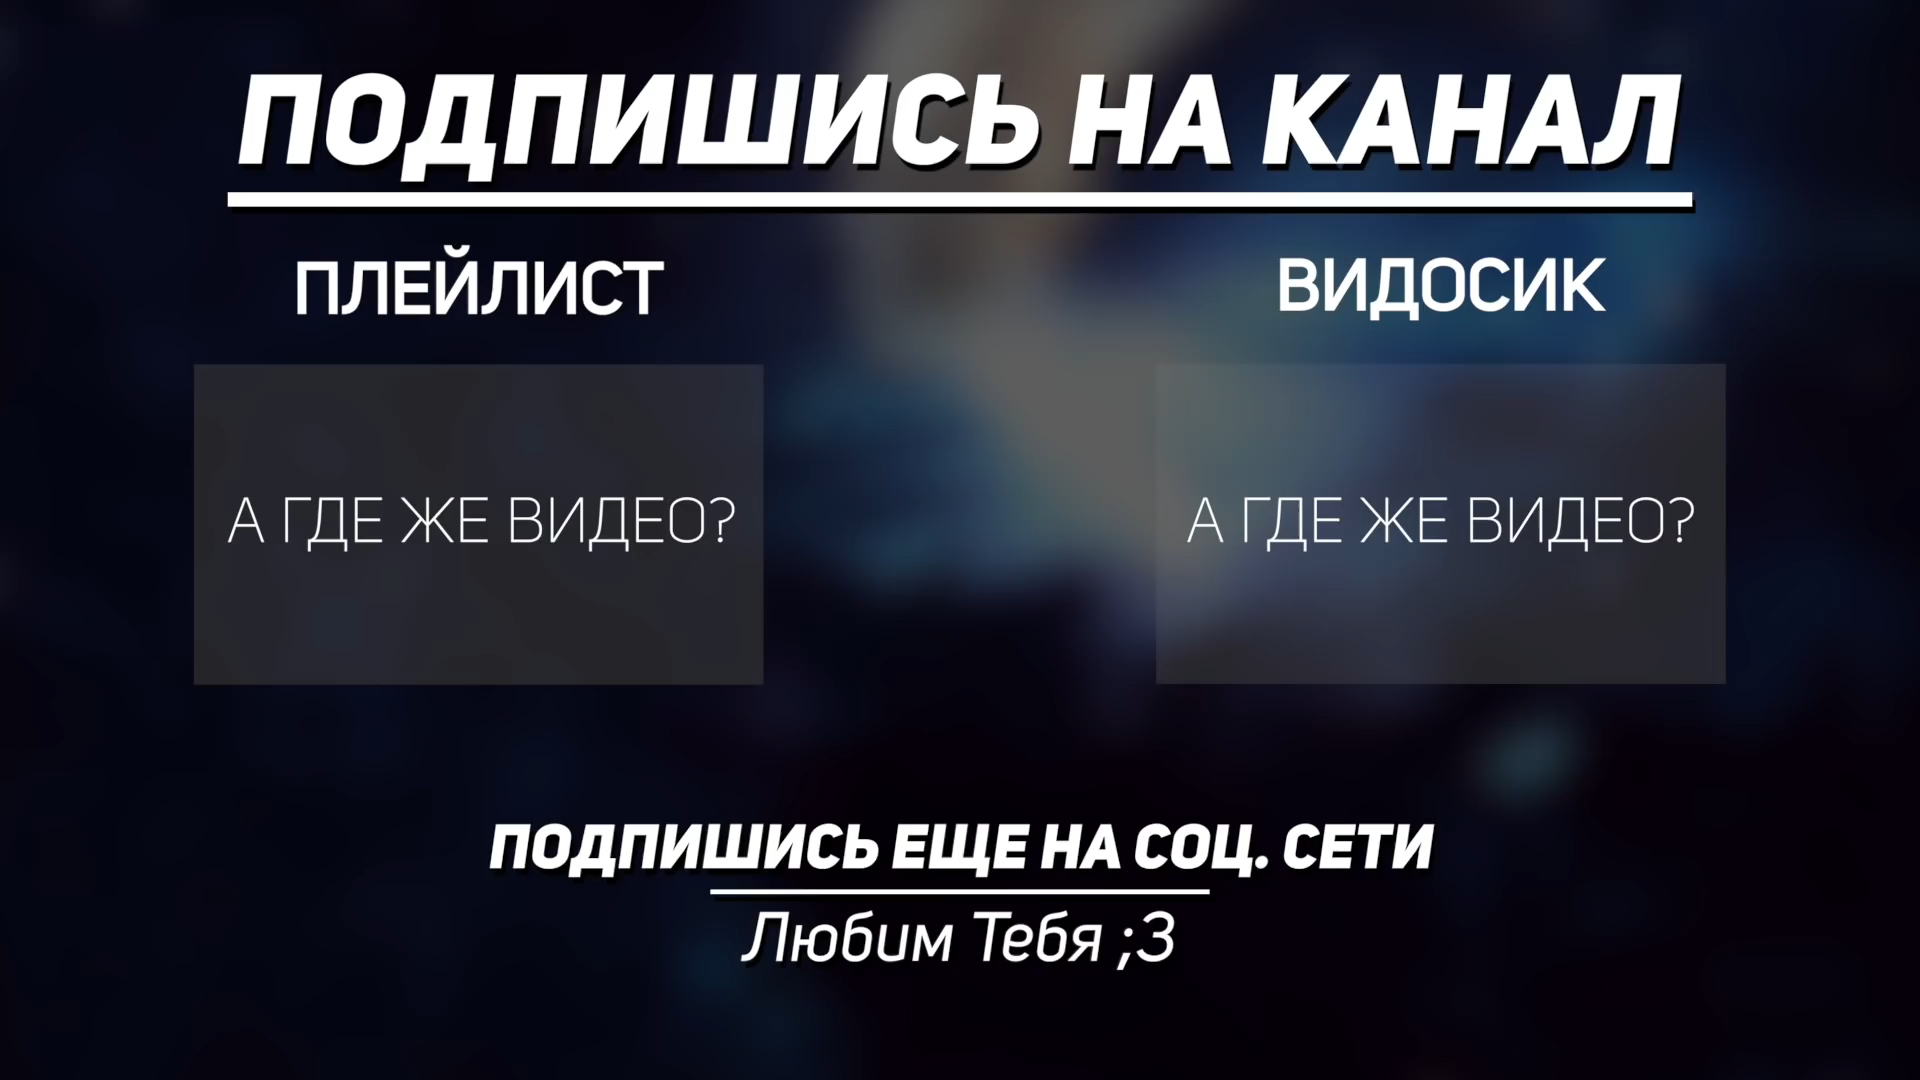 ПОДПИШИСЬ НА КАНАЛ
ПЛЕЙЛИСТ
ВИДОСИК
А ГДЕ ЖЕ ВИДЕО?
А ГДЕ ЖЕ ВИДЕО?
ПОДПИШИСЬ ЕЩЕ НА СОЦ. СЕТИ
Любим Тебя ;3